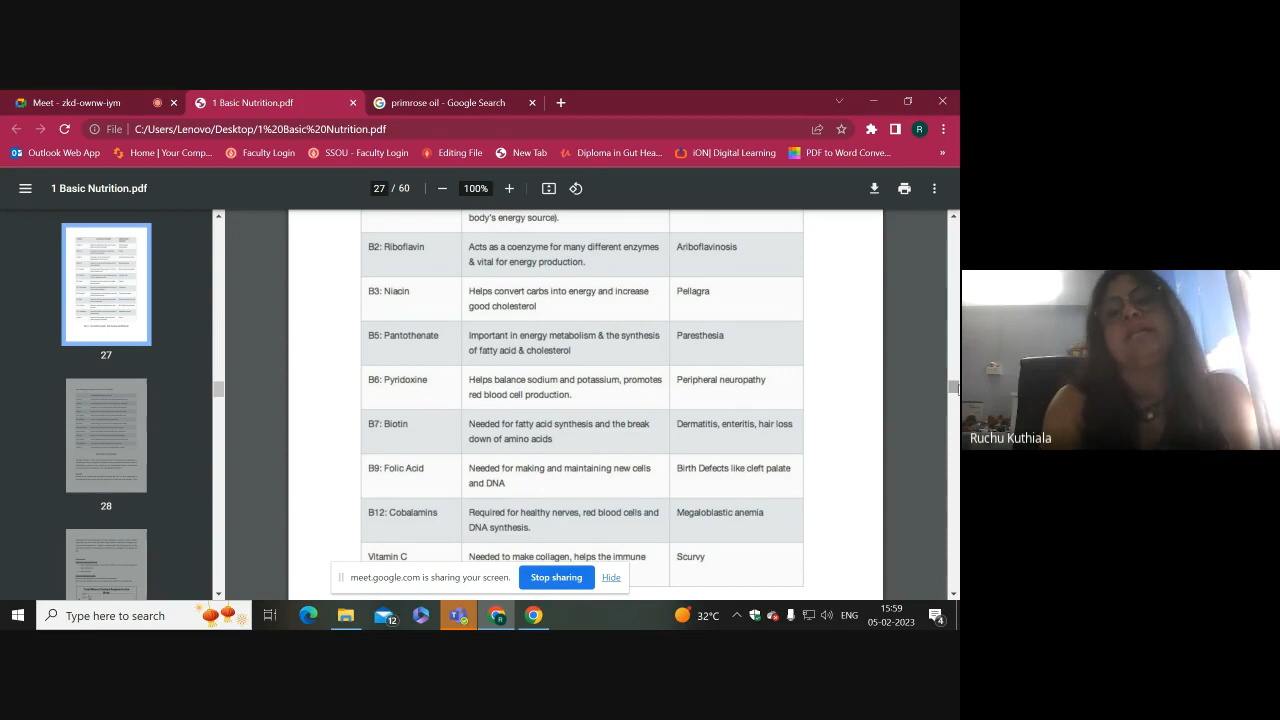 Meet - zkd-ownw-iym
1 Basic Nutrition.pdf
primrose oil - Google Search
File
C:/Users/Lenovo/Desktop/1%20Basic%20Nutrition.pdf
R
Outlook Web App
Home | Your Comp...
Faculty Login
SSOU - Faculty Login
Editing File
New Tab
Diploma in Gut Hea...
iON| Digital Learning
PDF to Word Conve...
»
1 Basic Nutrition.pdf
27 / 60
100%
27
28
body's energy source).
B2: Riboflavin
Acts as a coenzyme for many different enzymes
& vital for energy production.
Ariboflavinosis
B3: Niacin
Helps convert carbs into energy and increase
good cholesterol
Pellagra
B5: Pantothenate
Important in energy metabolism & the synthesis
of fatty acid & cholesterol
Paresthesia
B6: Pyridoxine
Helps balance sodium and potassium, promotes
red blood cell production.
Peripheral neuropathy
B7: Biotin
Needed for fatty acid synthesis and the break
down of amino acids
Dermatitis, enteritis, hair loss
B9: Folic Acid
Needed for making and maintaining new cells
and DNA
Birth Defects like cleft palate
B12: Cobalamins
Required for healthy nerves, red blood cells and
DNA synthesis.
Megaloblastic anemia
Vitamin C
Needed to make collagen, helps the immune
Scurvy
meet.google.com is sharing your screen.
Stop sharing
Hide
Ruchu Kuthiala
Type here to search
12
32°C
ENG
15:59
05-02-2023
4